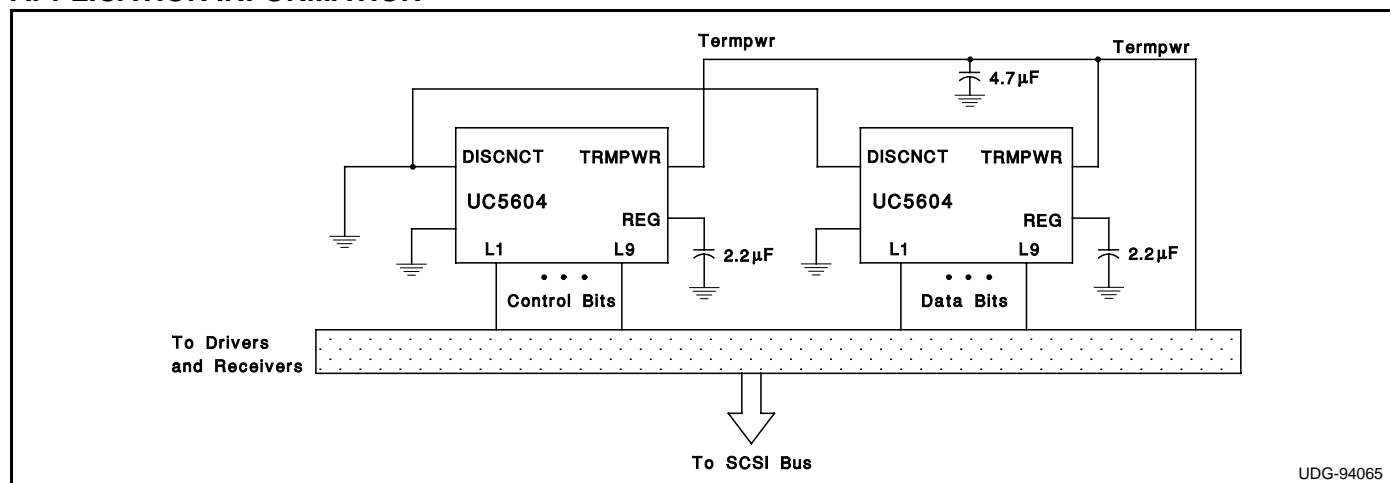 Termpwr
Termpwr
4.7µF
DISCNCT TRMPWR
UC5604
REG
L1 L9
2.2µF
Control Bits
DISCNCT TRMPWR
UC5604
REG
L1 L9
2.2µF
Data Bits
To Drivers
and Receivers
To SCSI Bus
UDG-94065